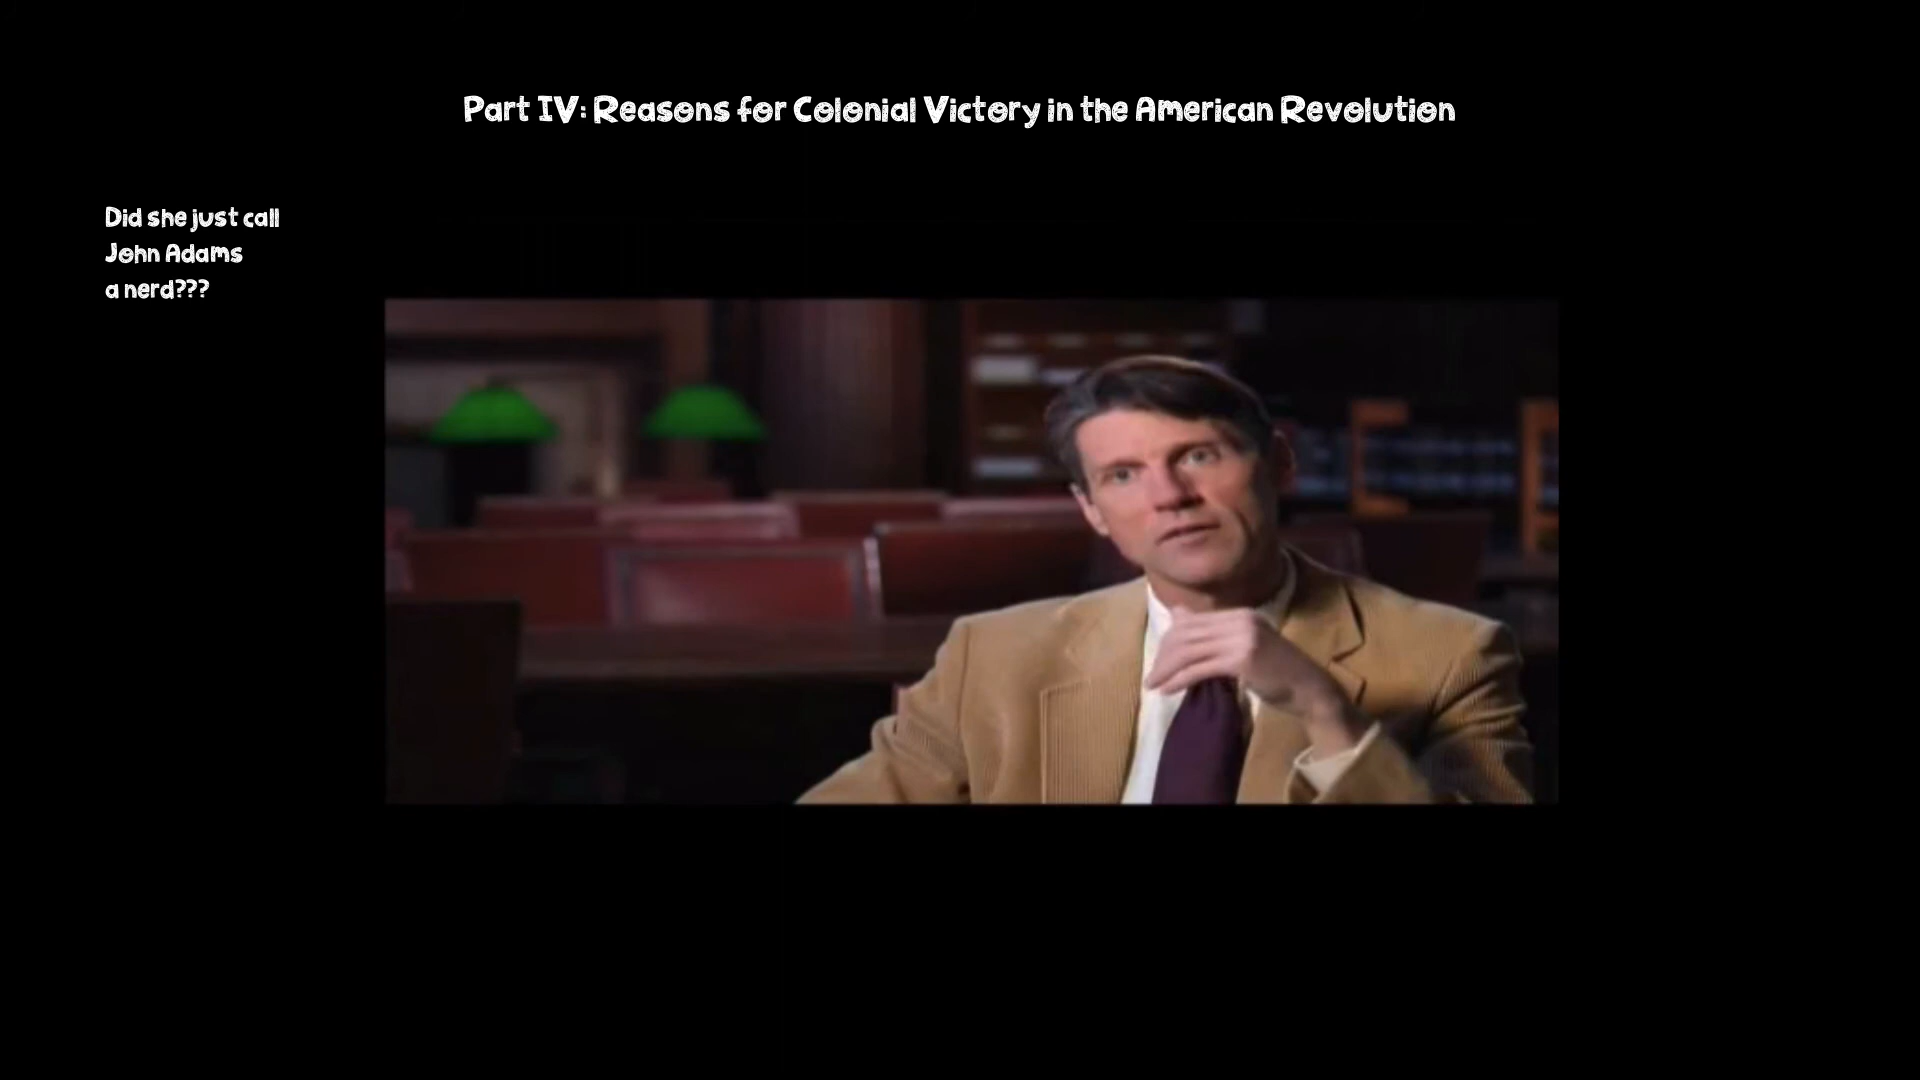 Part IV: Reasons for Colonial Victory in the American Revolution
Did she just call
John Adams
a nerd???